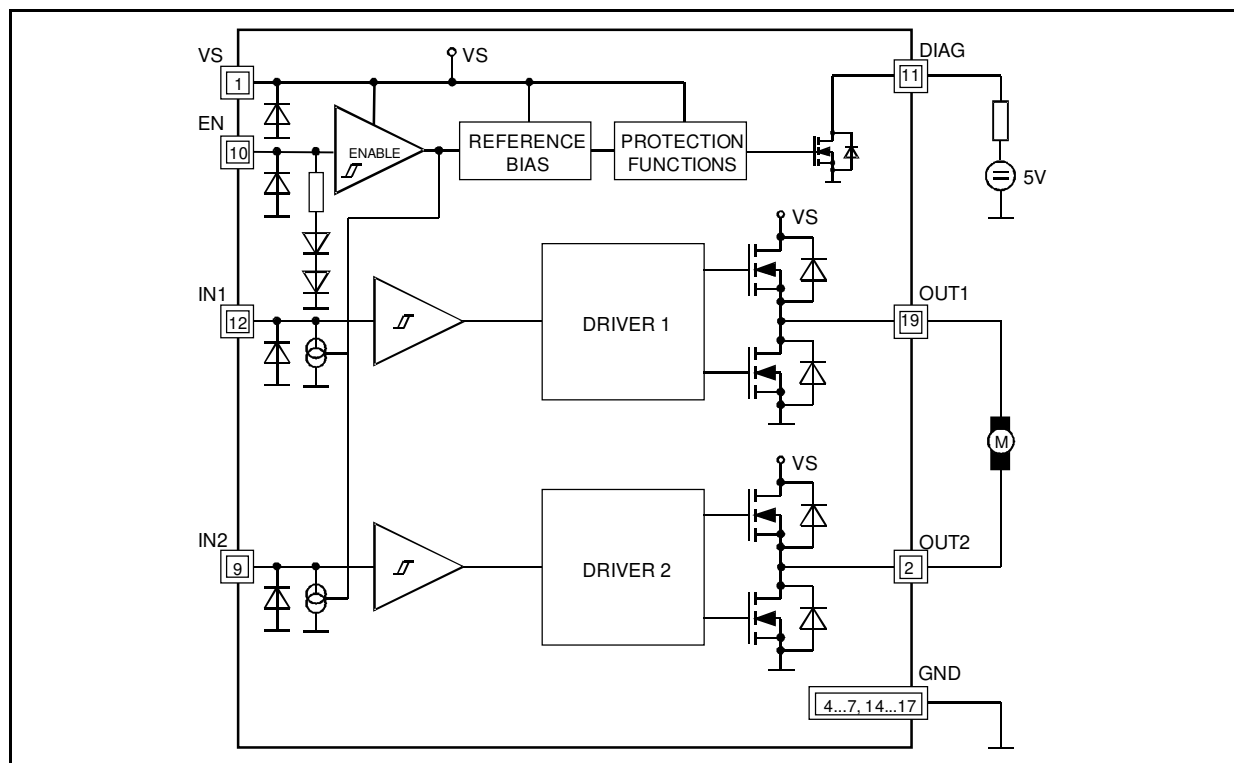 VS
1
VS
DIAG
11
EN
10
ENABLE
REFERENCE
BIAS
PROTECTION
FUNCTIONS
5V
VS
IN1
12
DRIVER 1
OUT1
19
M
VS
IN2
9
DRIVER 2
OUT2
2
GND
4...7, 14...17